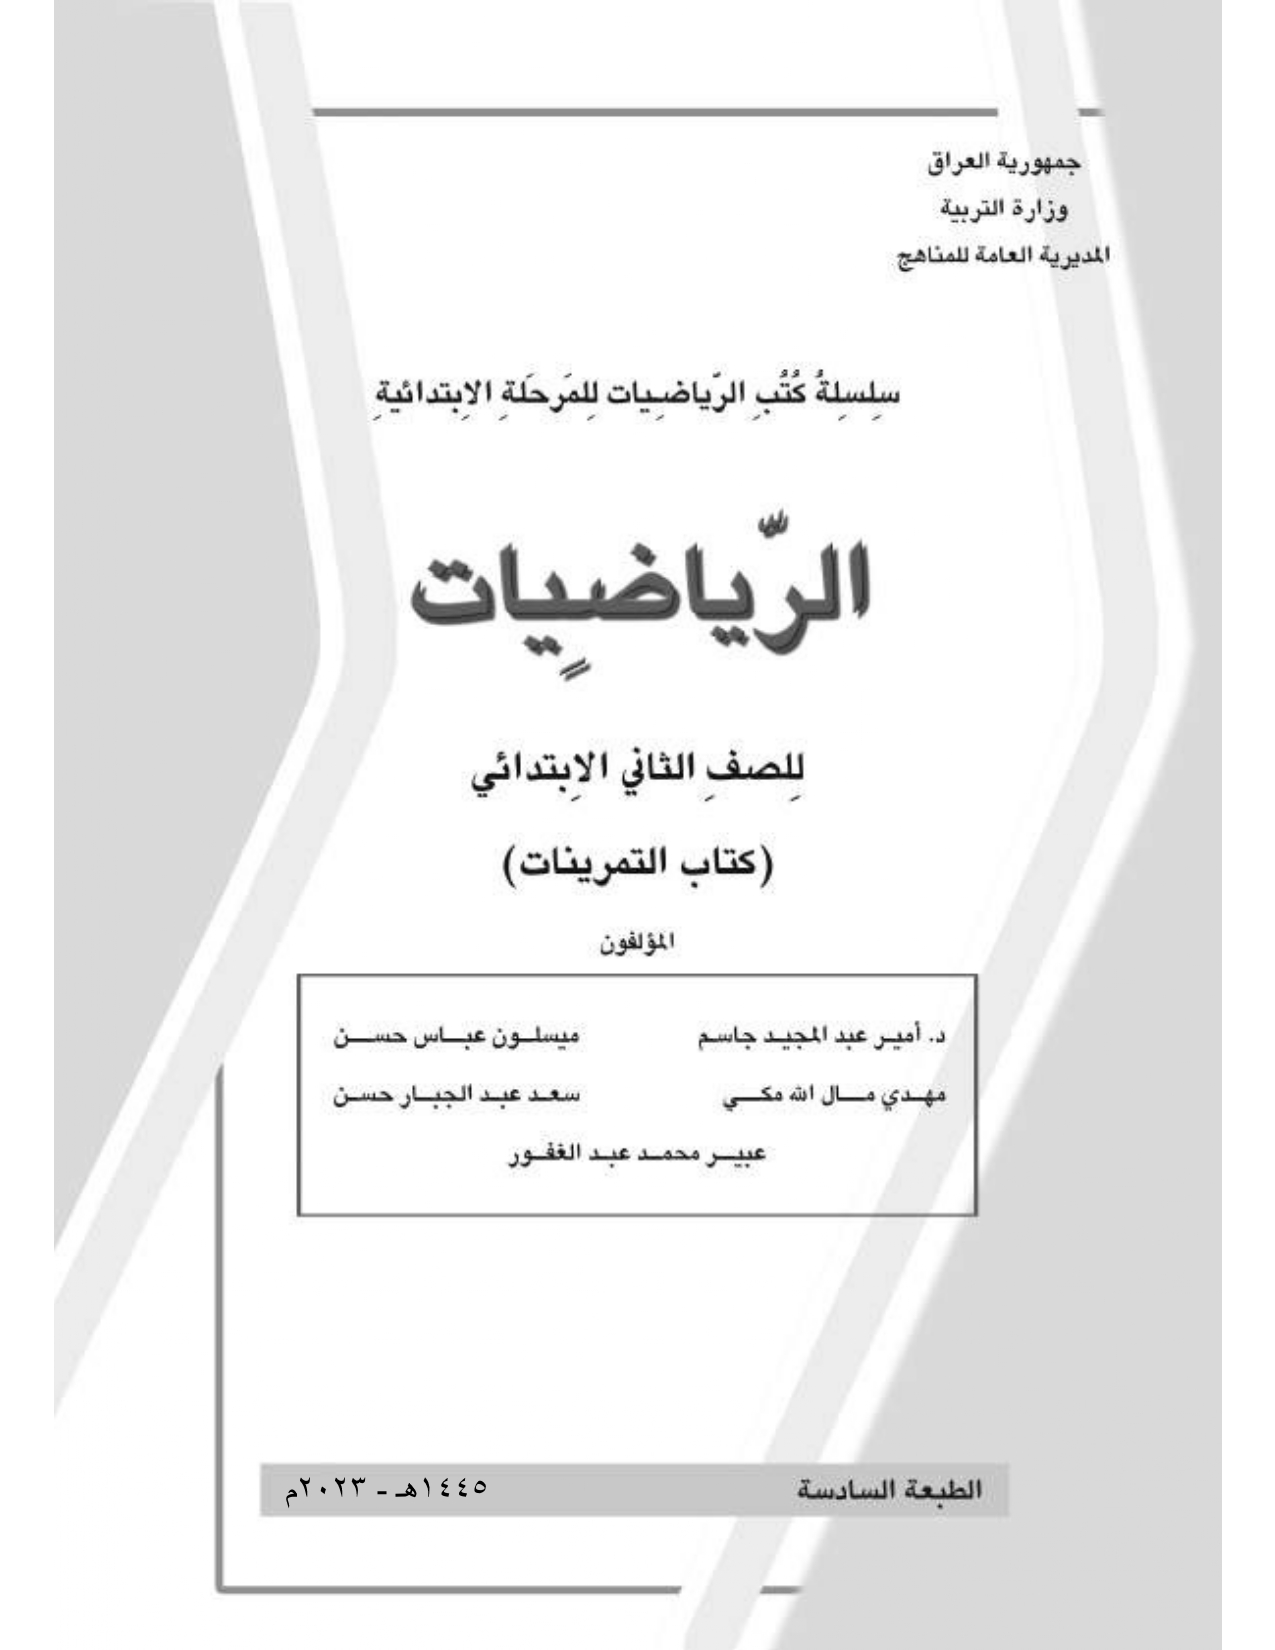 جمهورية العراق
وزارة التربية
المديرية العامة للمناهج
سِلسِلةُ كُتُبِ الرّياضِيات لِلمَرحَلةِ الابتدائيةِ
الرّياضِيات
لِلصفِ الثاني الاِبتدائي
(كتاب التمرينات)
المؤلفون
د. أمير عبد المجيد جاسم ميسلون عباس حسن
مهدي مال الله مكي سعد عبد الجبار حسن
عبير محمد عبد الغفور
الطبعة السادسة ١٤٤٥هـ - ٢٠٢٣م